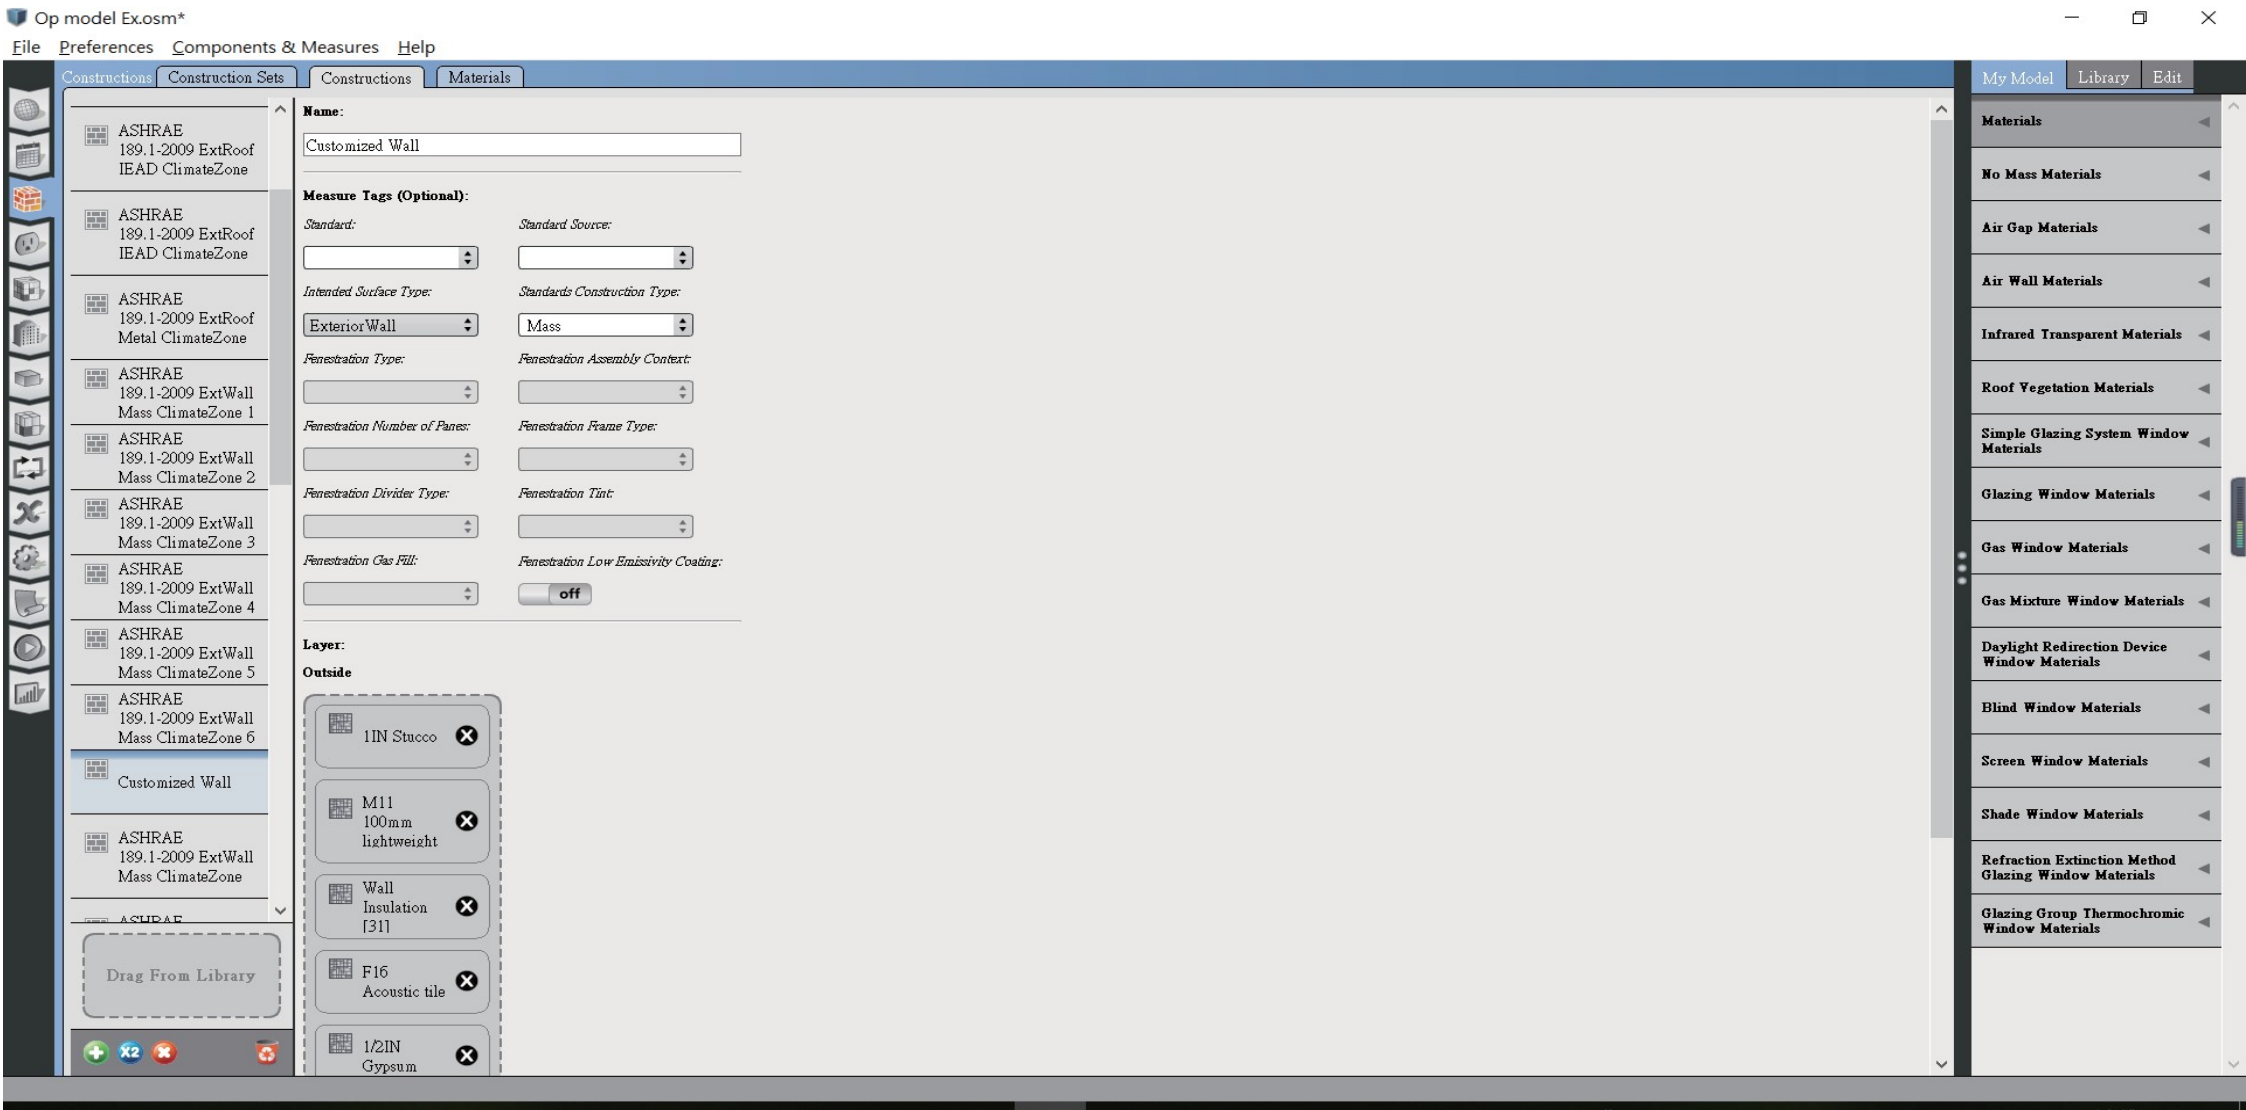 Op model Ex.osm*
File Preferences Components & Measures Help
Constructions Construction Sets Constructions Materials
My Model Library Edit
ASHRAE
189.1-2009 ExtRoof
IEAD ClimateZone
ASHRAE
189.1-2009 ExtRoof
IEAD ClimateZone
ASHRAE
189.1-2009 ExtRoof
Metal ClimateZone
ASHRAE
189.1-2009 ExtWall
Mass ClimateZone 1
ASHRAE
189.1-2009 ExtWall
Mass ClimateZone 2
ASHRAE
189.1-2009 ExtWall
Mass ClimateZone 3
ASHRAE
189.1-2009 ExtWall
Mass ClimateZone 4
ASHRAE
189.1-2009 ExtWall
Mass ClimateZone 5
ASHRAE
189.1-2009 ExtWall
Mass ClimateZone 6
Customized Wall
ASHRAE
189.1-2009 ExtWall
Mass ClimateZone
ASHRAE
Drag From Library
X2
Name:
Customized Wall
Measure Tags (Optional):
Standard: Standard Source:
Intended Surface Type: Standards Construction Type:
ExteriorWall Mass
Fenestration Type: Fenestration Assembly Context:
Fenestration Number of Panes: Fenestration Frame Type:
Fenestration Divider Type: Fenestration Tint:
Fenestration Gas Fill: Fenestration Low Emissivity Coating:
off
Layer:
Outside
1IN Stucco
M11
100mm
lightweight
Wall
Insulation
[31]
F16
Acoustic tile
1/2IN
Gypsum
Materials
No Mass Materials
Air Gap Materials
Air Wall Materials
Infrared Transparent Materials
Roof Vegetation Materials
Simple Glazing System Window
Materials
Glazing Window Materials
Gas Window Materials
Gas Mixture Window Materials
Daylight Redirection Device
Window Materials
Blind Window Materials
Screen Window Materials
Shade Window Materials
Refraction Extinction Method
Glazing Window Materials
Glazing Group Thermochromic
Window Materials